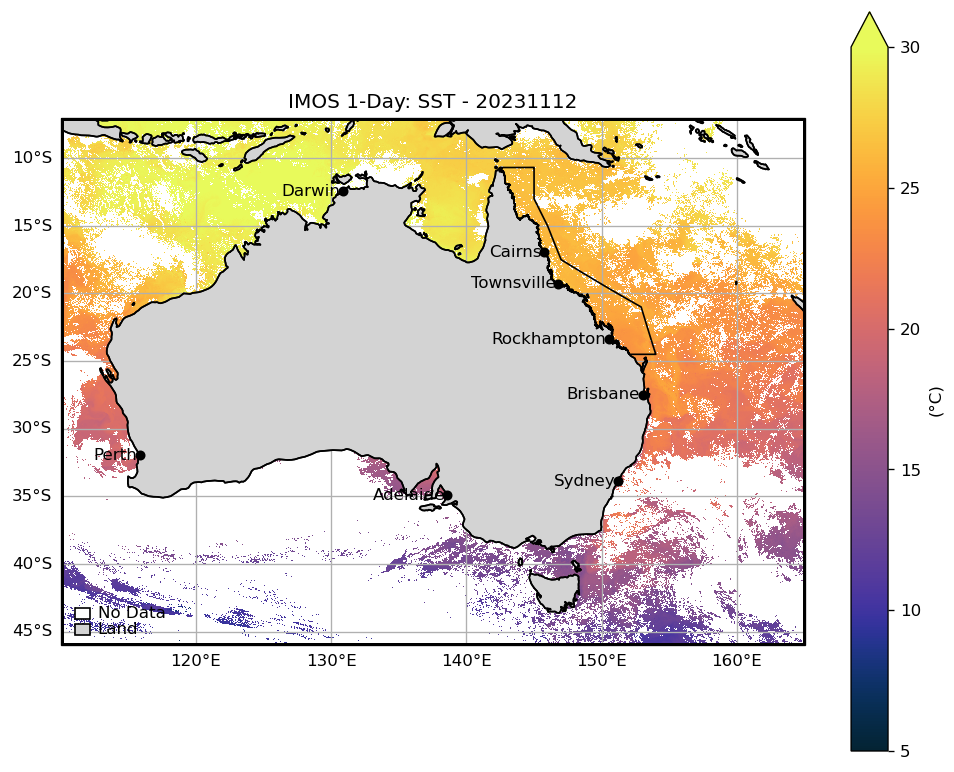 IMOS 1-Day: SST - 20231112
30
10°S
25
Darwin
15°S
Cairns
Townsville
20°S
20
Rockhampton
25°S
Brisbane
(°C)
30°S
Perth
15
Sydney
35°S
Adelaide
40°S
10
No Data
Land
45°S
120°E 130°E 140°E 150°E 160°E
5